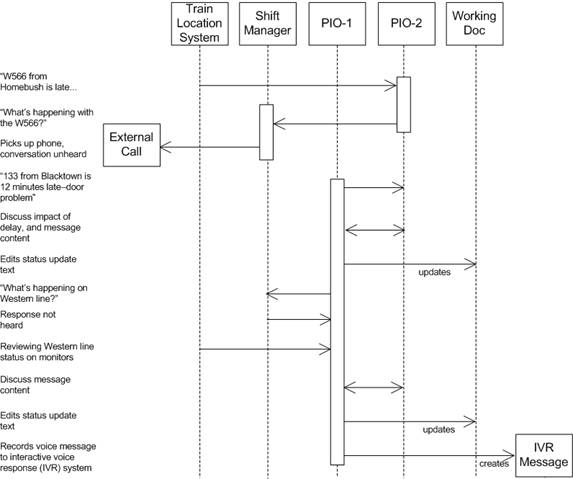 Train
Location
System
Shift
Manager
PIO-1
PIO-2
Working
Doc
“W566 from
Homebush is late...
“What’s happening with
the W566?”
Picks up phone,
conversation unheard
External
Call
“133 from Blacktown is
12 minutes late–door
problem”
Discuss impact of
delay, and message
content
Edits status update
text
updates
“What’s happening on
Western line?”
Response not
heard
Reviewing Western line
status on monitors
Discuss message
content
Edits status update
text
updates
Records voice message
to interactive voice
response (IVR) system
creates
IVR
Message